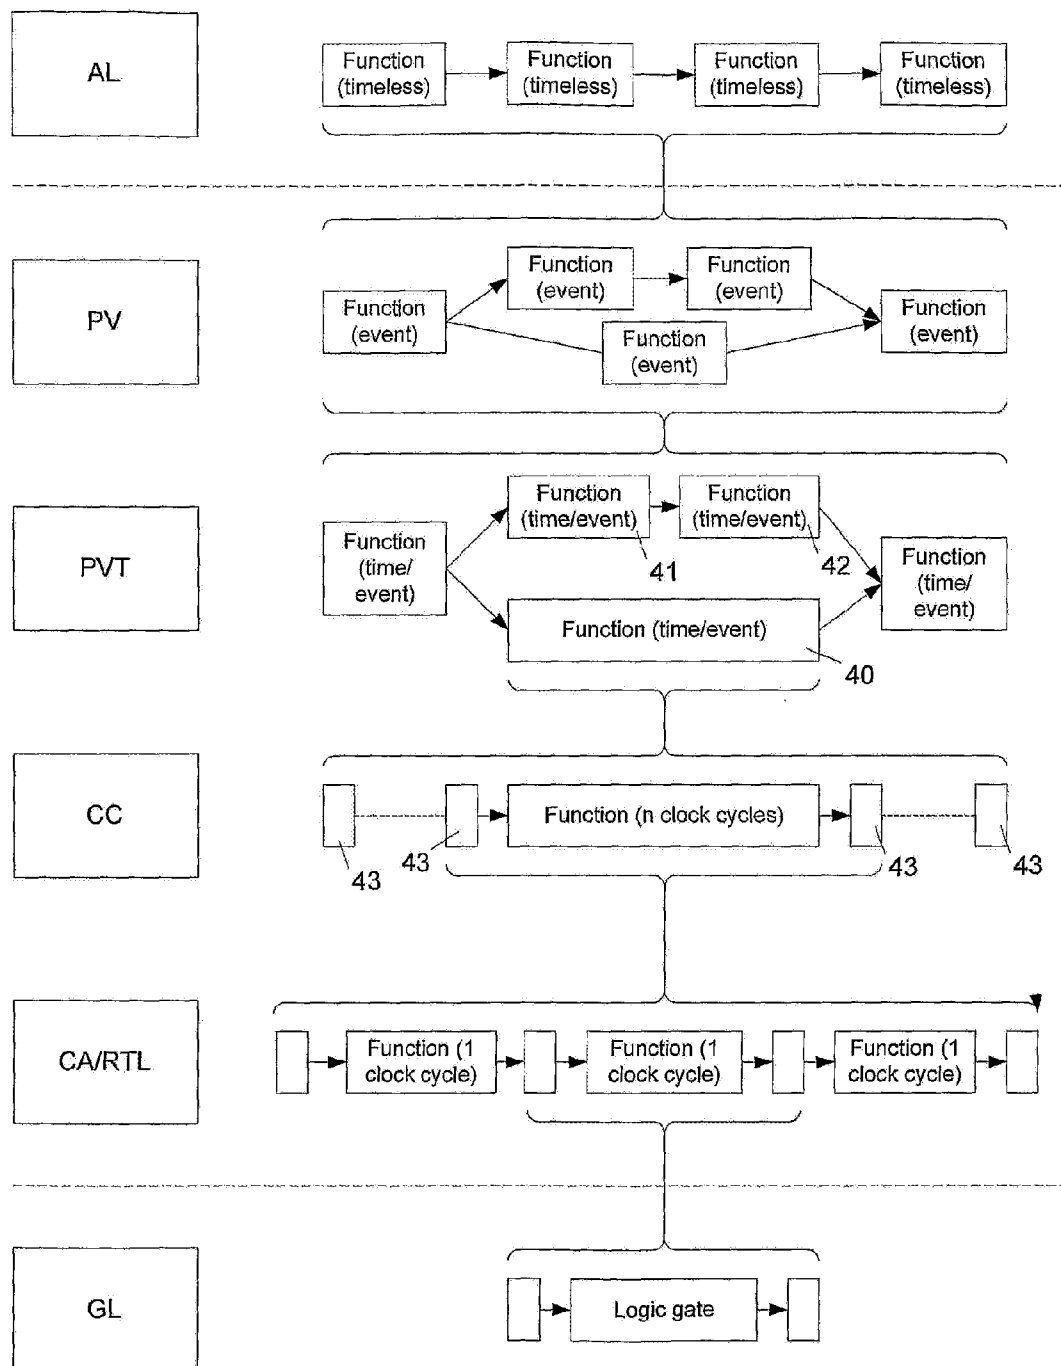 AL
Function
(timeless)
Function
(timeless)
Function
(timeless)
Function
(timeless)
PV
Function
(event)
Function
(event)
Function
(event)
Function
(event)
Function
(event)
PVT
Function
(time/
event)
Function
(time/event)
41
Function
(time/event)
42
Function (time/event)
40
Function
(time/
event)
CC
43
43
Function (n clock cycles)
43
43
CA/RTL
Function (1
clock cycle)
Function (1
clock cycle)
Function (1
clock cycle)
GL
Logic gate